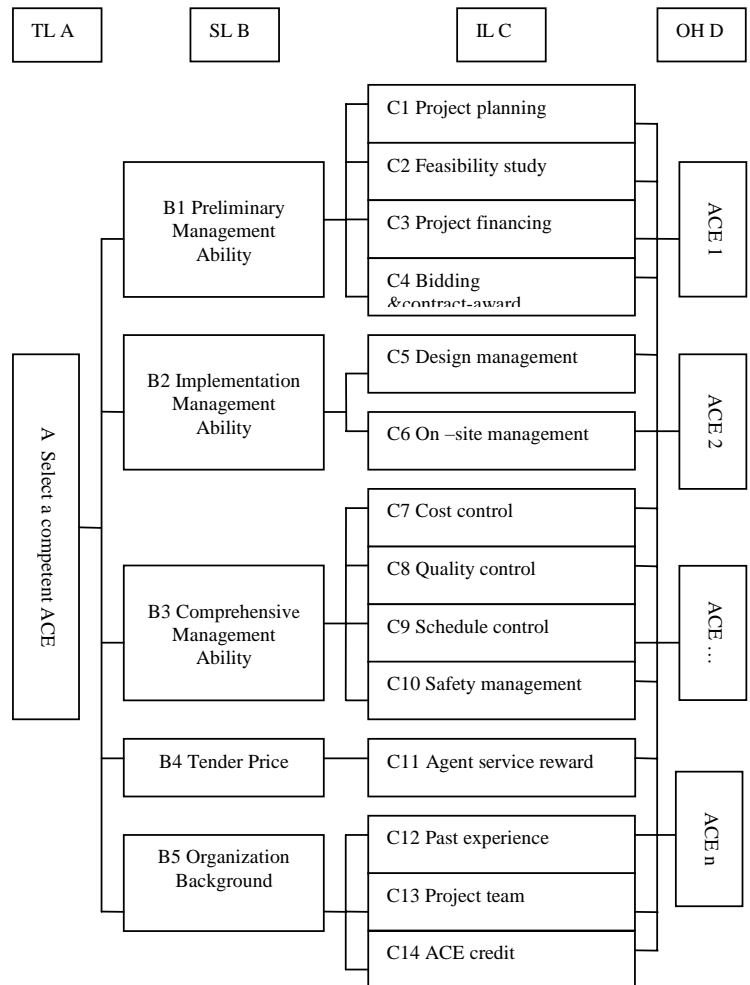 TL A
SL B
IL C
OH D
A Select a competent ACE
B1 Preliminary
Management
Ability
B2 Implementation
Management
Ability
B3 Comprehensive
Management
Ability
B4 Tender Price
B5 Organization
Background
C1 Project planning
C2 Feasibility study
C3 Project financing
C4 Bidding
&contract-award
C5 Design management
C6 On –site management
C7 Cost control
C8 Quality control
C9 Schedule control
C10 Safety management
C11 Agent service reward
C12 Past experience
C13 Project team
C14 ACE credit
ACE 1
ACE 2
ACE …
ACE n